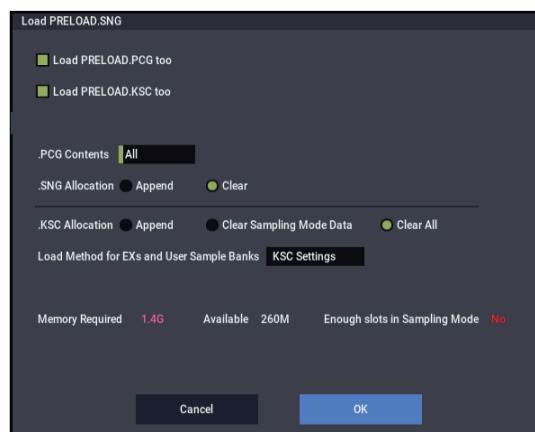 Load PRELOAD.SNG
Load PRELOAD.PCG too
Load PRELOAD.KSC too
.PCG Contents All
.SNG Allocation Append Clear
.KSC Allocation Append Clear Sampling Mode Data Clear All
Load Method for EXs and User Sample Banks KSC Settings
Memory Required 1.4G Available 260M Enough slots in Sampling Mode No
Cancel OK